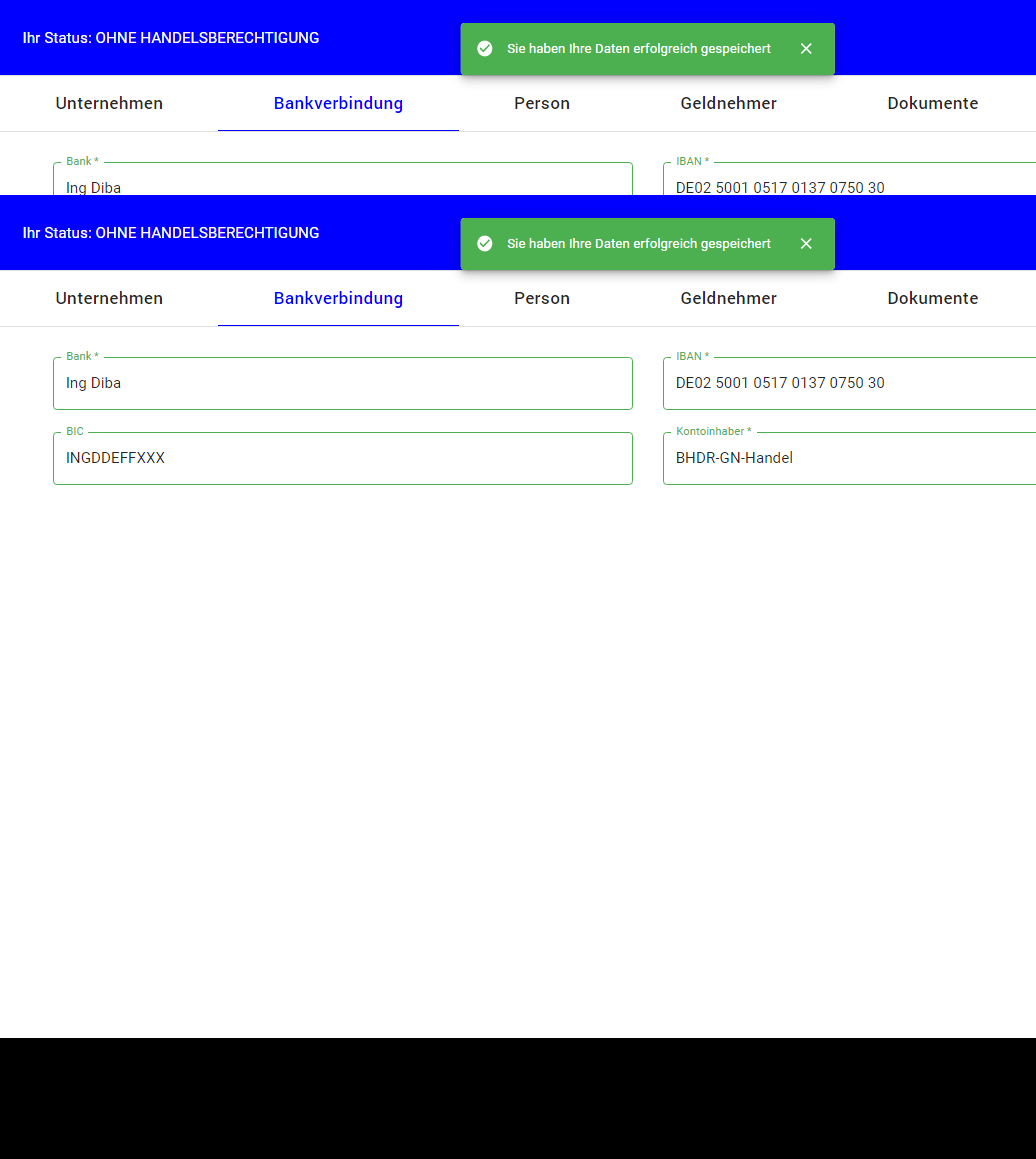 Ihr Status: OHNE HANDELSBERECHTIGUNG
Sie haben Ihre Daten erfolgreich gespeichert
Unternehmen Bankverbindung Person Geldnehmer Dokumente
Bank * IBAN *
Ing Diba DE02 5001 0517 0137 0750 30
Ihr Status: OHNE HANDELSBERECHTIGUNG
Sie haben Ihre Daten erfolgreich gespeichert
Unternehmen Bankverbindung Person Geldnehmer Dokumente
Bank * IBAN *
Ing Diba DE02 5001 0517 0137 0750 30
BIC Kontoinhaber *
INGDDEFFXXX BHDR-GN-Handel